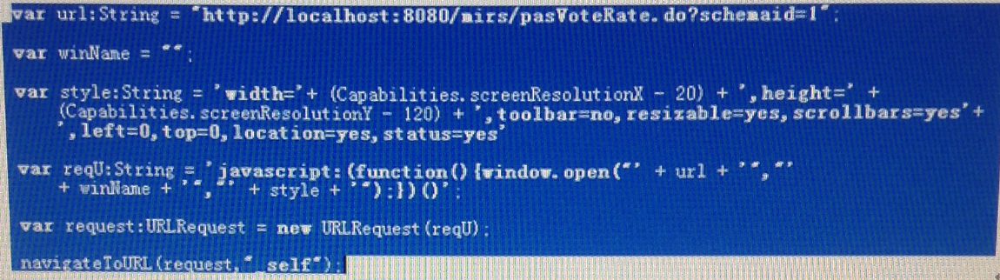 var url:String = "http://localhost:8080/mirs/pasVoteRate.do?schemaid=1";
var winName = "";
var style:String = 'width='+ (Capabilities.screenResolutionX - 20) + ',height=' +
(Capabilities.screenResolutionY - 120) + ',toolbar=no,resizable=yes,scrollbars=yes'+
',left=0,top=0,location=yes,status=yes'
var reqU:String = 'javascript:(function(){window.open("' + url + '","'
+ winName + '","' + style + '");})()';
var request:URLRequest = new URLRequest(reqU);
navigateToURL(request,"_self");